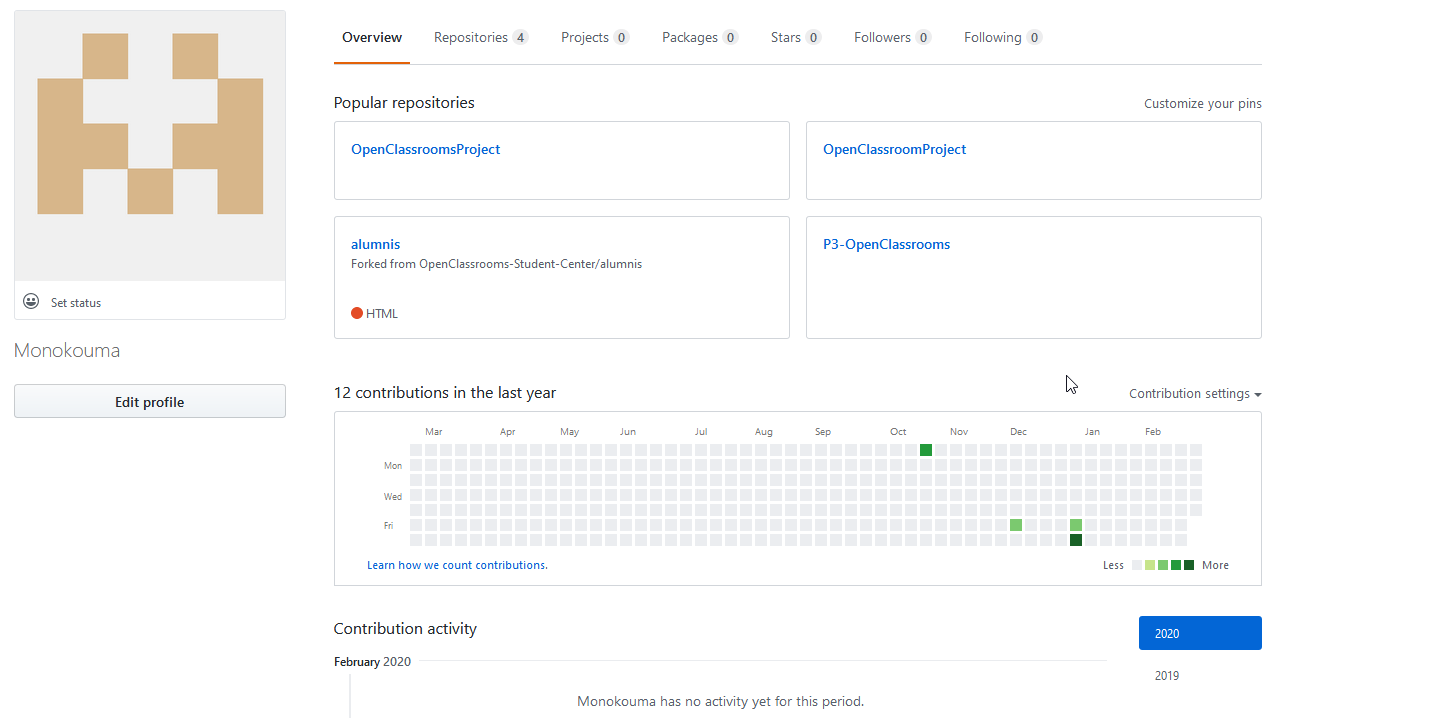 Overview Repositories 4 Projects 0 Packages 0 Stars 0 Followers 0 Following 0
Set status
Monokouma
Edit profile
Popular repositories Customize your pins
OpenClassroomsProject
OpenClassroomProject
alumnis
Forked from OpenClassrooms-Student-Center/alumnis
HTML
P3-OpenClassrooms
12 contributions in the last year Contribution settings
Mar Apr May Jun Jul Aug Sep Oct Nov Dec Jan Feb
Mon
Wed
Fri
Learn how we count contributions. Less More
Contribution activity
2020
2019
February 2020
Monokouma has no activity yet for this period.